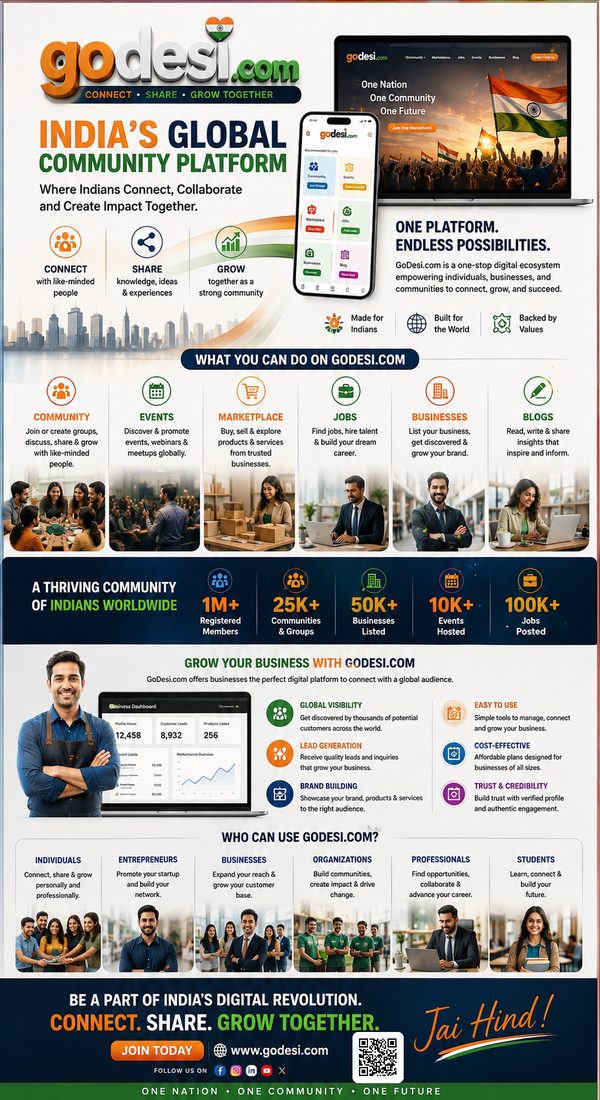 godesi.com
CONNECT • SHARE • GROW TOGETHER
INDIA'S GLOBAL
COMMUNITY PLATFORM
Where Indians Connect, Collaborate
and Create Impact Together.
CONNECT
with like-minded
people
SHARE
knowledge, ideas
& experiences
GROW
together as a
strong community
godesi.com
Community
Marketplace
Jobs
Events
Businesses
Blog
One Nation
One Community
One Future
Join the Movement
godesi.com
Recommended for you
Community
Events
Marketplace
Jobs
Businesses
Blog
ONE PLATFORM.
ENDLESS POSSIBILITIES.
GoDesi.com is a one-stop digital ecosystem
empowering individuals, businesses, and
communities to connect, grow, and succeed.
Made for
Indians
Built for
the World
Backed by
Values
WHAT YOU CAN DO ON GODESI.COM
COMMUNITY
Join or create groups,
discuss, share & grow
with like-minded
people.
EVENTS
Discover & promote
events, webinars &
meetups globally.
MARKETPLACE
Buy, sell & explore
products & services
from trusted
businesses.
JOBS
Find jobs, hire talent
& build your dream
career.
BUSINESSES
List your business,
get discovered &
grow your brand.
BLOGS
Read, write & share
insights that
inspire and inform.
A THRIVING COMMUNITY
OF INDIANS WORLDWIDE
1M+
Registered
Members
25K+
Communities
& Groups
50K+
Businesses
Listed
10K+
Events
Hosted
100K+
Jobs
Posted
GROW YOUR BUSINESS WITH GODESI.COM
GoDesi.com offers businesses the perfect digital platform to connect with a global audience.
Business Dashboard
Profile Views
12,458
Customer Leads
8,932
Products Listed
256
Performance Overview
GLOBAL VISIBILITY
Get discovered by thousands of potential
customers across the world.
LEAD GENERATION
Receive quality leads and inquiries
that grow your business.
BRAND BUILDING
Showcase your brand, products & services
to the right audience.
EASY TO USE
Simple tools to manage, connect
and grow your business.
COST-EFFECTIVE
Affordable plans designed for
businesses of all sizes.
TRUST & CREDIBILITY
Build trust with verified profile
and authentic engagement.
WHO CAN USE GODESI.COM?
INDIVIDUALS
Connect, share & grow
personally and
professionally.
ENTREPRENEURS
Promote your startup
and build your
network.
BUSINESSES
Expand your reach &
grow your customer
base.
ORGANIZATIONS
Build communities,
create impact & drive
change.
PROFESSIONALS
Find opportunities,
collaborate &
advance your career.
STUDENTS
Learn, connect &
build your
future.
BE A PART OF INDIA'S DIGITAL REVOLUTION.
CONNECT. SHARE. GROW TOGETHER.
JOIN TODAY
www.godesi.com
FOLLOW US ON
Jai Hind!
ONE NATION • ONE COMMUNITY • ONE FUTURE